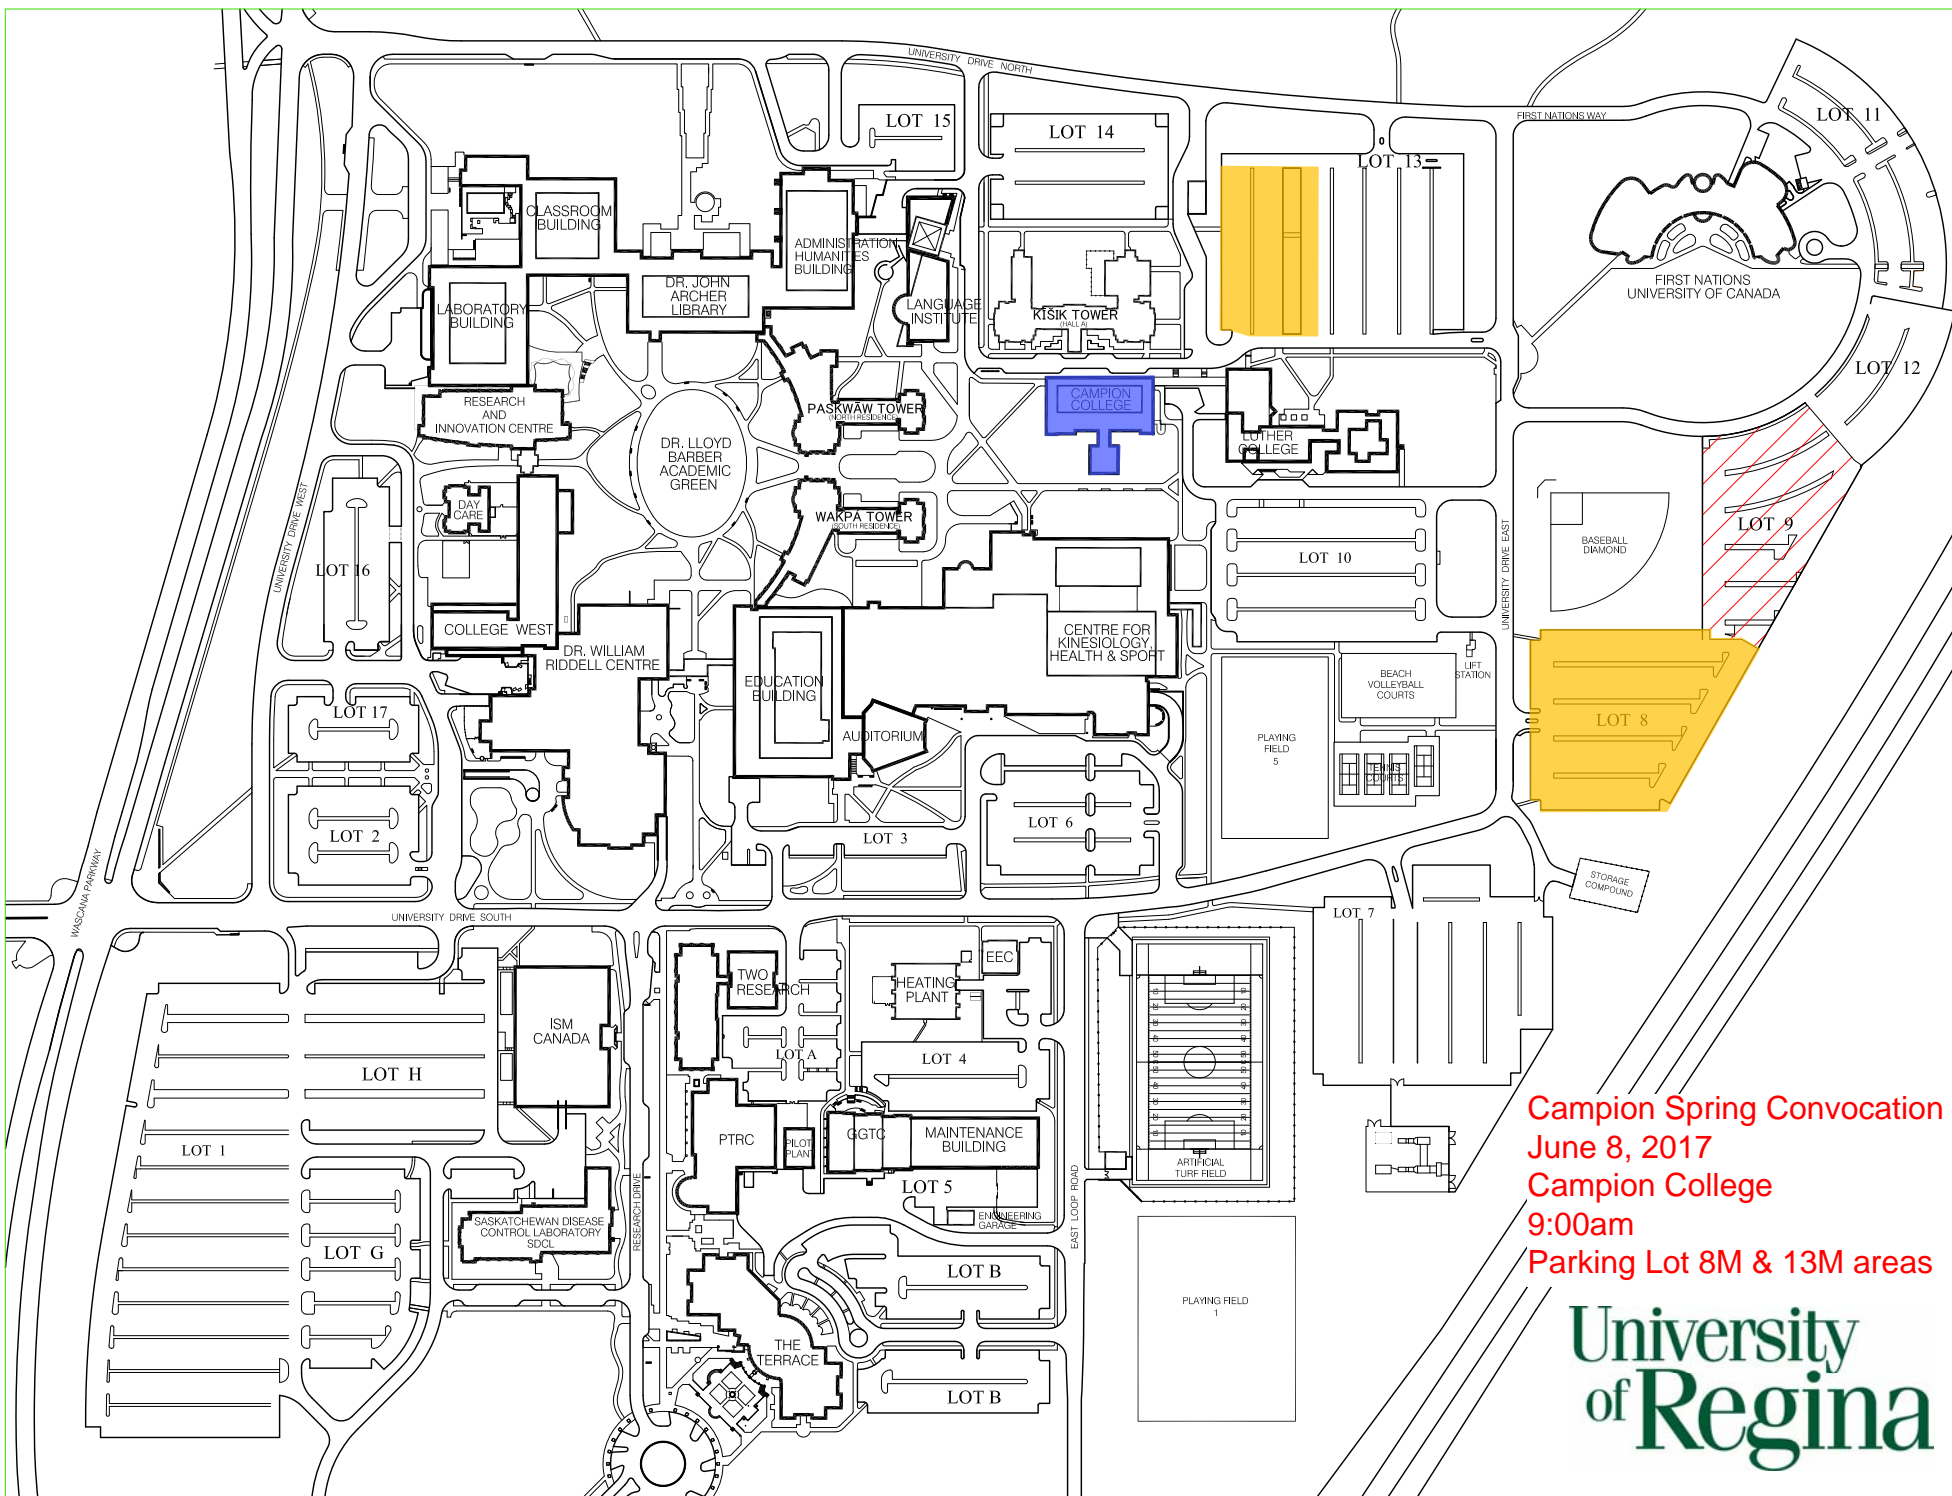 UNIVERSITY DRIVE NORTH
FIRST NATIONS WAY
LOT 11
LOT 15
LOT 14
LOT 13
CLASSROOM
BUILDING
ADMINISTRATION
HUMANITIES
BUILDING
DR. JOHN
ARCHER
LIBRARY
LABORATORY
BUILDING
LANGUAGE
INSTITUTE
KĪŠIK TOWER
(HALL A)
FIRST NATIONS
UNIVERSITY OF CANADA
LOT 12
RESEARCH
AND
INNOVATION CENTRE
PASKWĀW TOWER
(NORTH RESIDENCE)
CAMPION
COLLEGE
LUTHER
COLLEGE
DR. LLOYD
BARBER
ACADEMIC
GREEN
DAY
CARE
WAKPÁ TOWER
(SOUTH RESIDENCE)
UNIVERSITY DRIVE WEST
LOT 16
LOT 10
UNIVERSITY DRIVE EAST
BASEBALL
DIAMOND
LOT 9
COLLEGE WEST
DR. WILLIAM
RIDDELL CENTRE
CENTRE FOR
KINESIOLOGY,
HEALTH & SPORT
EDUCATION
BUILDING
AUDITORIUM
BEACH
VOLLEYBALL
COURTS
LIFT
STATION
LOT 8
LOT 17
PLAYING
FIELD
5
TENNIS
COURTS
LOT 2
LOT 3
LOT 6
WASCANA PARKWAY
STORAGE
COMPOUND
UNIVERSITY DRIVE SOUTH
LOT 7
TWO
RESEARCH
HEATING
PLANT
EEC
ISM
CANADA
LOT A
LOT 4
LOT H
LOT 1
PTRC
PILOT
PLANT
GGTC
MAINTENANCE
BUILDING
ARTIFICIAL
TURF FIELD
LOT 5
ENGINEERING
GARAGE
EAST LOOP ROAD
RESEARCH DRIVE
SASKATCHEWAN DISEASE
CONTROL LABORATORY
SDCL
LOT G
LOT B
PLAYING FIELD
1
THE
TERRACE
LOT B
Campion Spring Convocation
June 8, 2017
Campion College
9:00am
Parking Lot 8M & 13M areas
University
of Regina